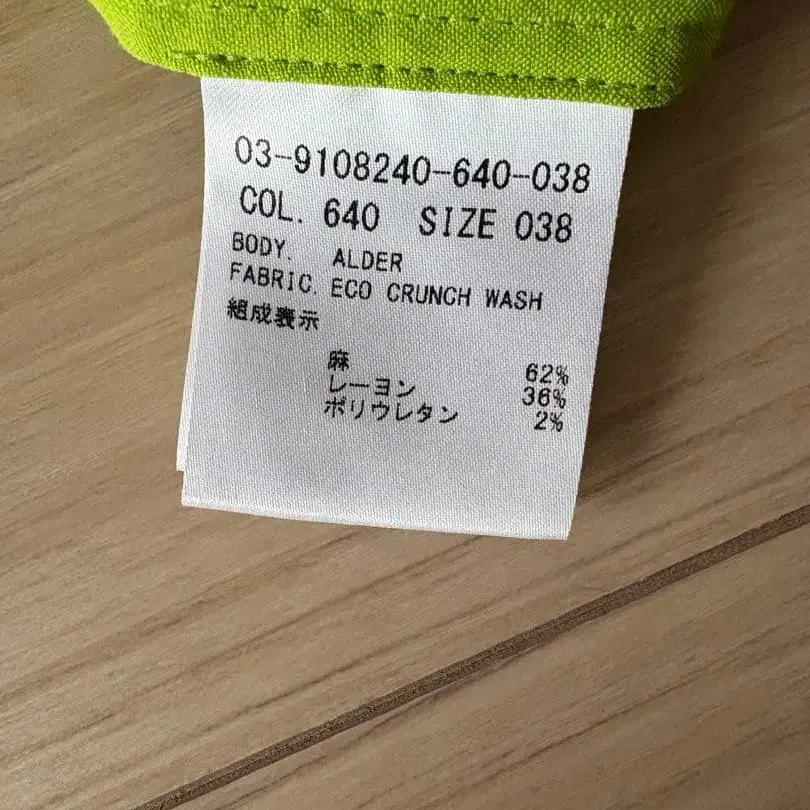 03-9108240-640-038
COL. 640 SIZE 038
BODY. ALDER
FABRIC. ECO CRUNCH WASH
組成表示
麻 62%
レーヨン 36%
ポリウレタン 2%